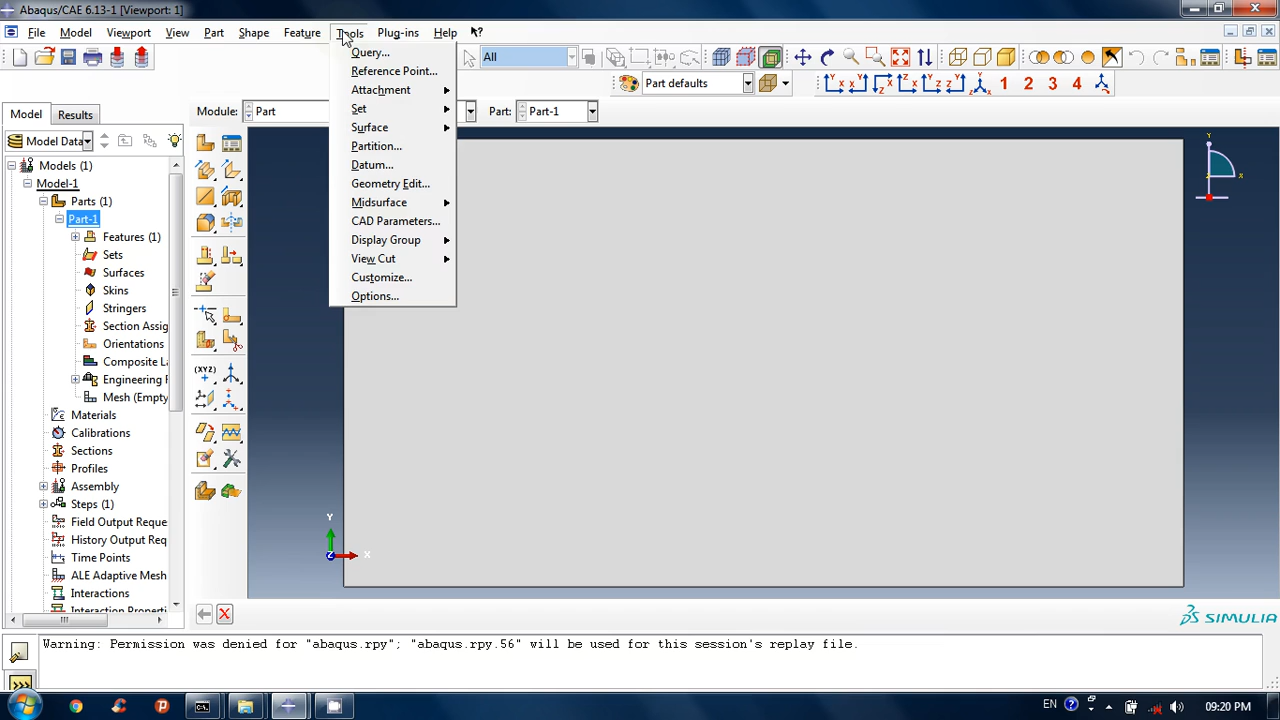 Abaqus/CAE 6.13-1 [Viewport: 1]
File Model Viewport View Part Shape Feature Tools Plug-ins Help
All
Part defaults
1 2 3 4
Model Results
Module: Part Part: Part-1
Model Data
Query...
Reference Point...
Attachment
Set
Surface
Partition...
Datum...
Geometry Edit...
Midsurface
CAD Parameters...
Display Group
View Cut
Customize...
Options...
Models (1)
Model-1
Parts (1)
Part-1
Features (1)
Sets
Surfaces
Skins
Stringers
Section Assig
Orientations
Composite La
Engineering F
Mesh (Empty
Materials
Calibrations
Sections
Profiles
Assembly
Steps (1)
Field Output Reque
History Output Req
Time Points
ALE Adaptive Mesh
Interactions
Interaction Properti
(XYZ)
Y
X
Y
X
Z
SIMULIA
Warning: Permission was denied for "abaqus.rpy"; "abaqus.rpy.56" will be used for this session's replay file.
EN 09:20 PM